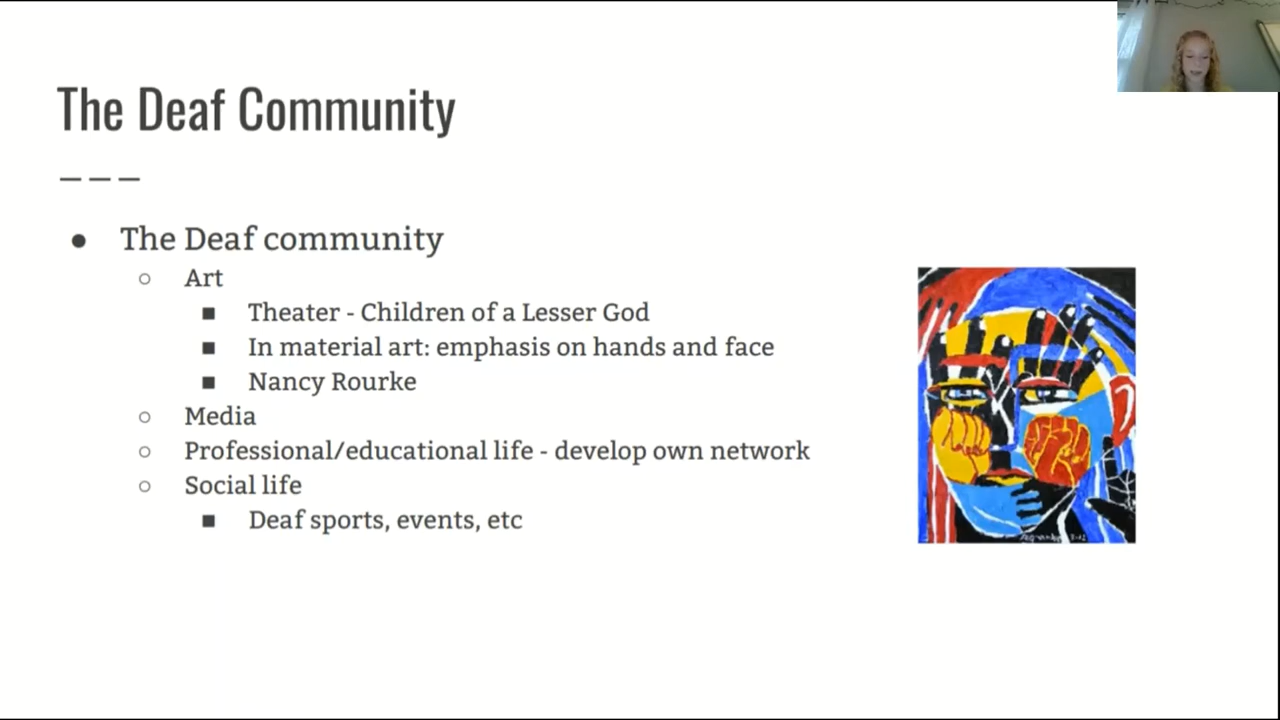 The Deaf Community
The Deaf community
Art
Theater - Children of a Lesser God
In material art: emphasis on hands and face
Nancy Rourke
Media
Professional/educational life - develop own network
Social life
Deaf sports, events, etc